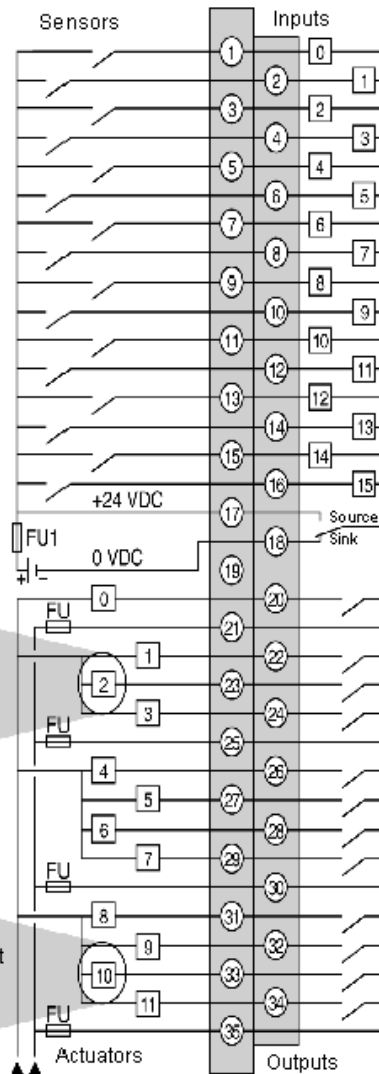 Sensors Inputs
1 0
2 1
3 2
4 3
5 4
6 5
7 6
8 7
9 8
10 9
11 10
12 11
13 12
14 13
15 14
16 15
+24 VDC 17 Source
FU1 0 VDC 18 Sink
+ − 19
0 20
FU 21
1 22
2 23
3 24
FU 25
4 26
5 27
6 28
7 29
FU 30
8 31
t 9 32
10 33
11 34
FU 35
Actuators Outputs